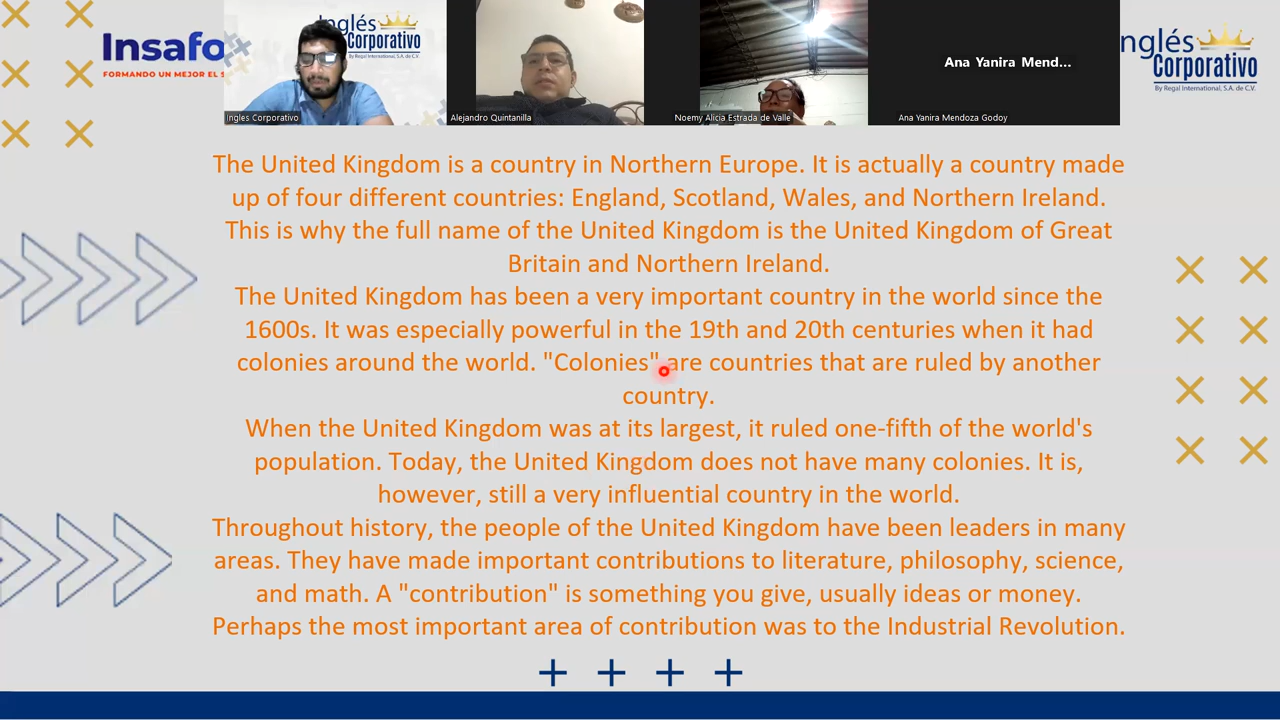 Insafo
FORMANDO UN MEJOR EL S
Inglés
Corporativo
By Regal International, S.A. de C.V.
Ingles Corporativo
Alejandro Quintanilla
Noemy Alicia Estrada de Valle
Ana Yanira Mend...
Ana Yanira Mendoza Godoy
nglés
Corporativo
By Regal International, S.A. de C.V.
The United Kingdom is a country in Northern Europe. It is actually a country made
up of four different countries: England, Scotland, Wales, and Northern Ireland.
This is why the full name of the United Kingdom is the United Kingdom of Great
Britain and Northern Ireland.
The United Kingdom has been a very important country in the world since the
1600s. It was especially powerful in the 19th and 20th centuries when it had
colonies around the world. "Colonies" are countries that are ruled by another
country.
When the United Kingdom was at its largest, it ruled one-fifth of the world's
population. Today, the United Kingdom does not have many colonies. It is,
however, still a very influential country in the world.
Throughout history, the people of the United Kingdom have been leaders in many
areas. They have made important contributions to literature, philosophy, science,
and math. A "contribution" is something you give, usually ideas or money.
Perhaps the most important area of contribution was to the Industrial Revolution.